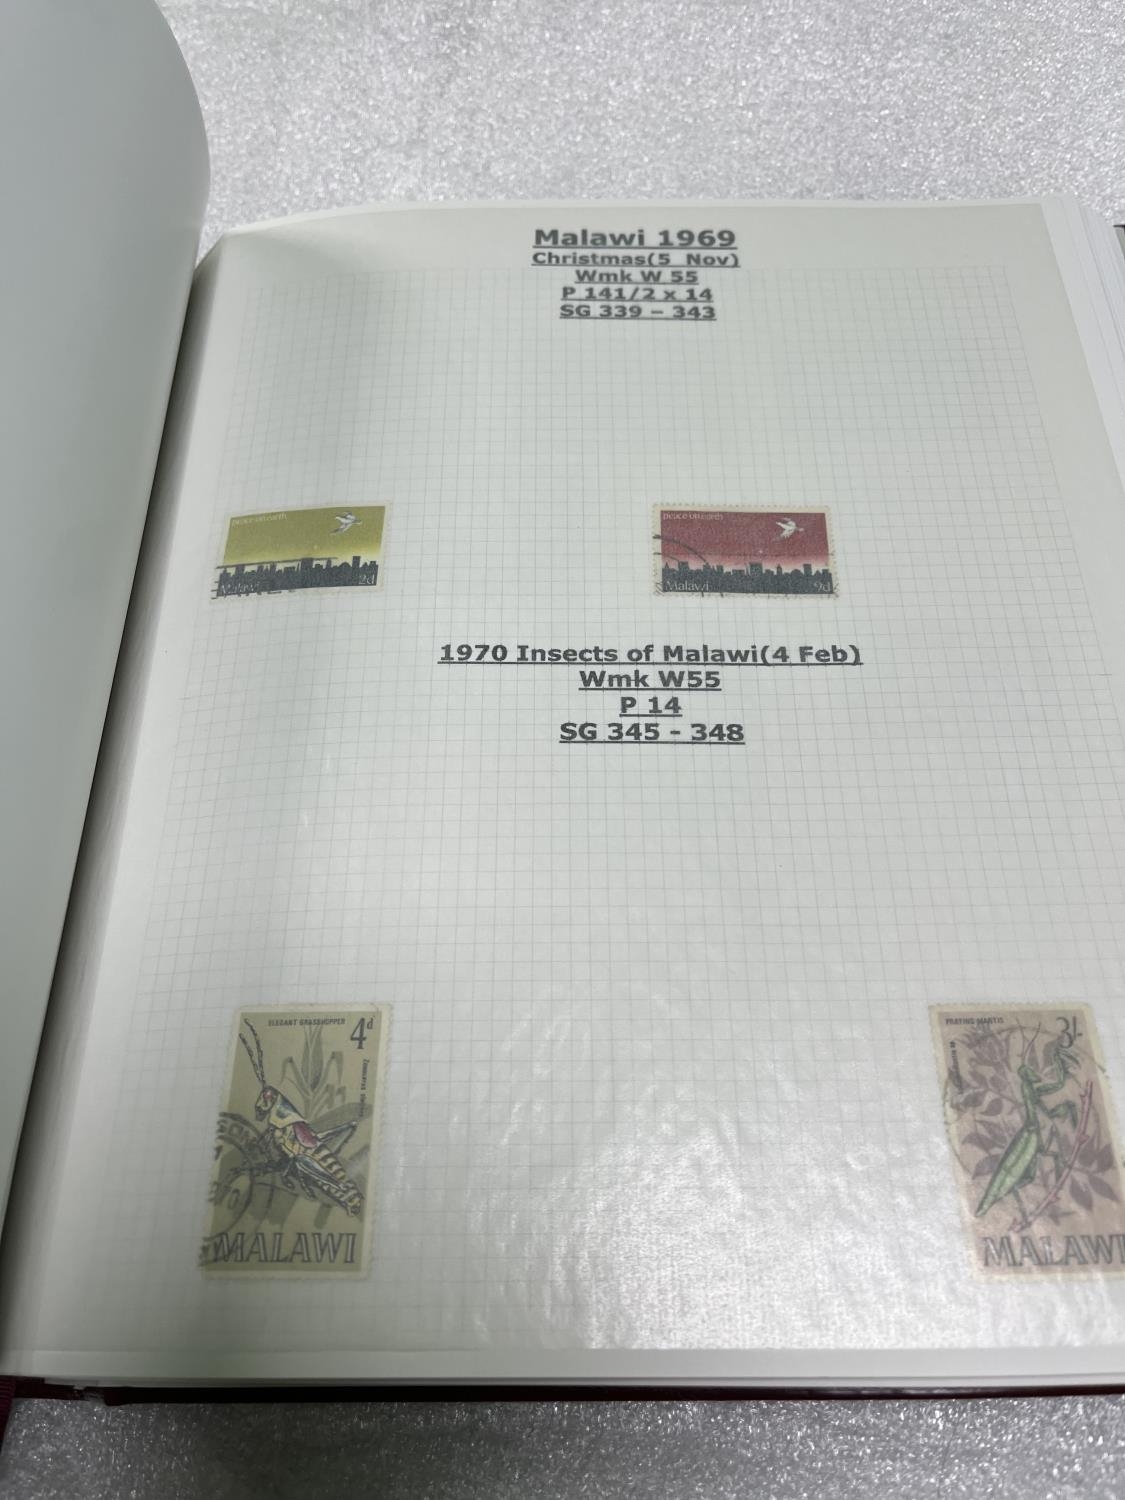 Malawi 1969
Christmas(5 Nov)
Wmk W 55
P 141/2 x 14
SG 339 – 343
peace on earth
Malawi 2d
peace on earth
Malawi 9d
1970 Insects of Malawi(4 Feb)
Wmk W55
P 14
SG 345 - 348
ELEGANT GRASSHOPPER
4d
MALAWI
PRAYING MANTIS
3/-
MALAWI